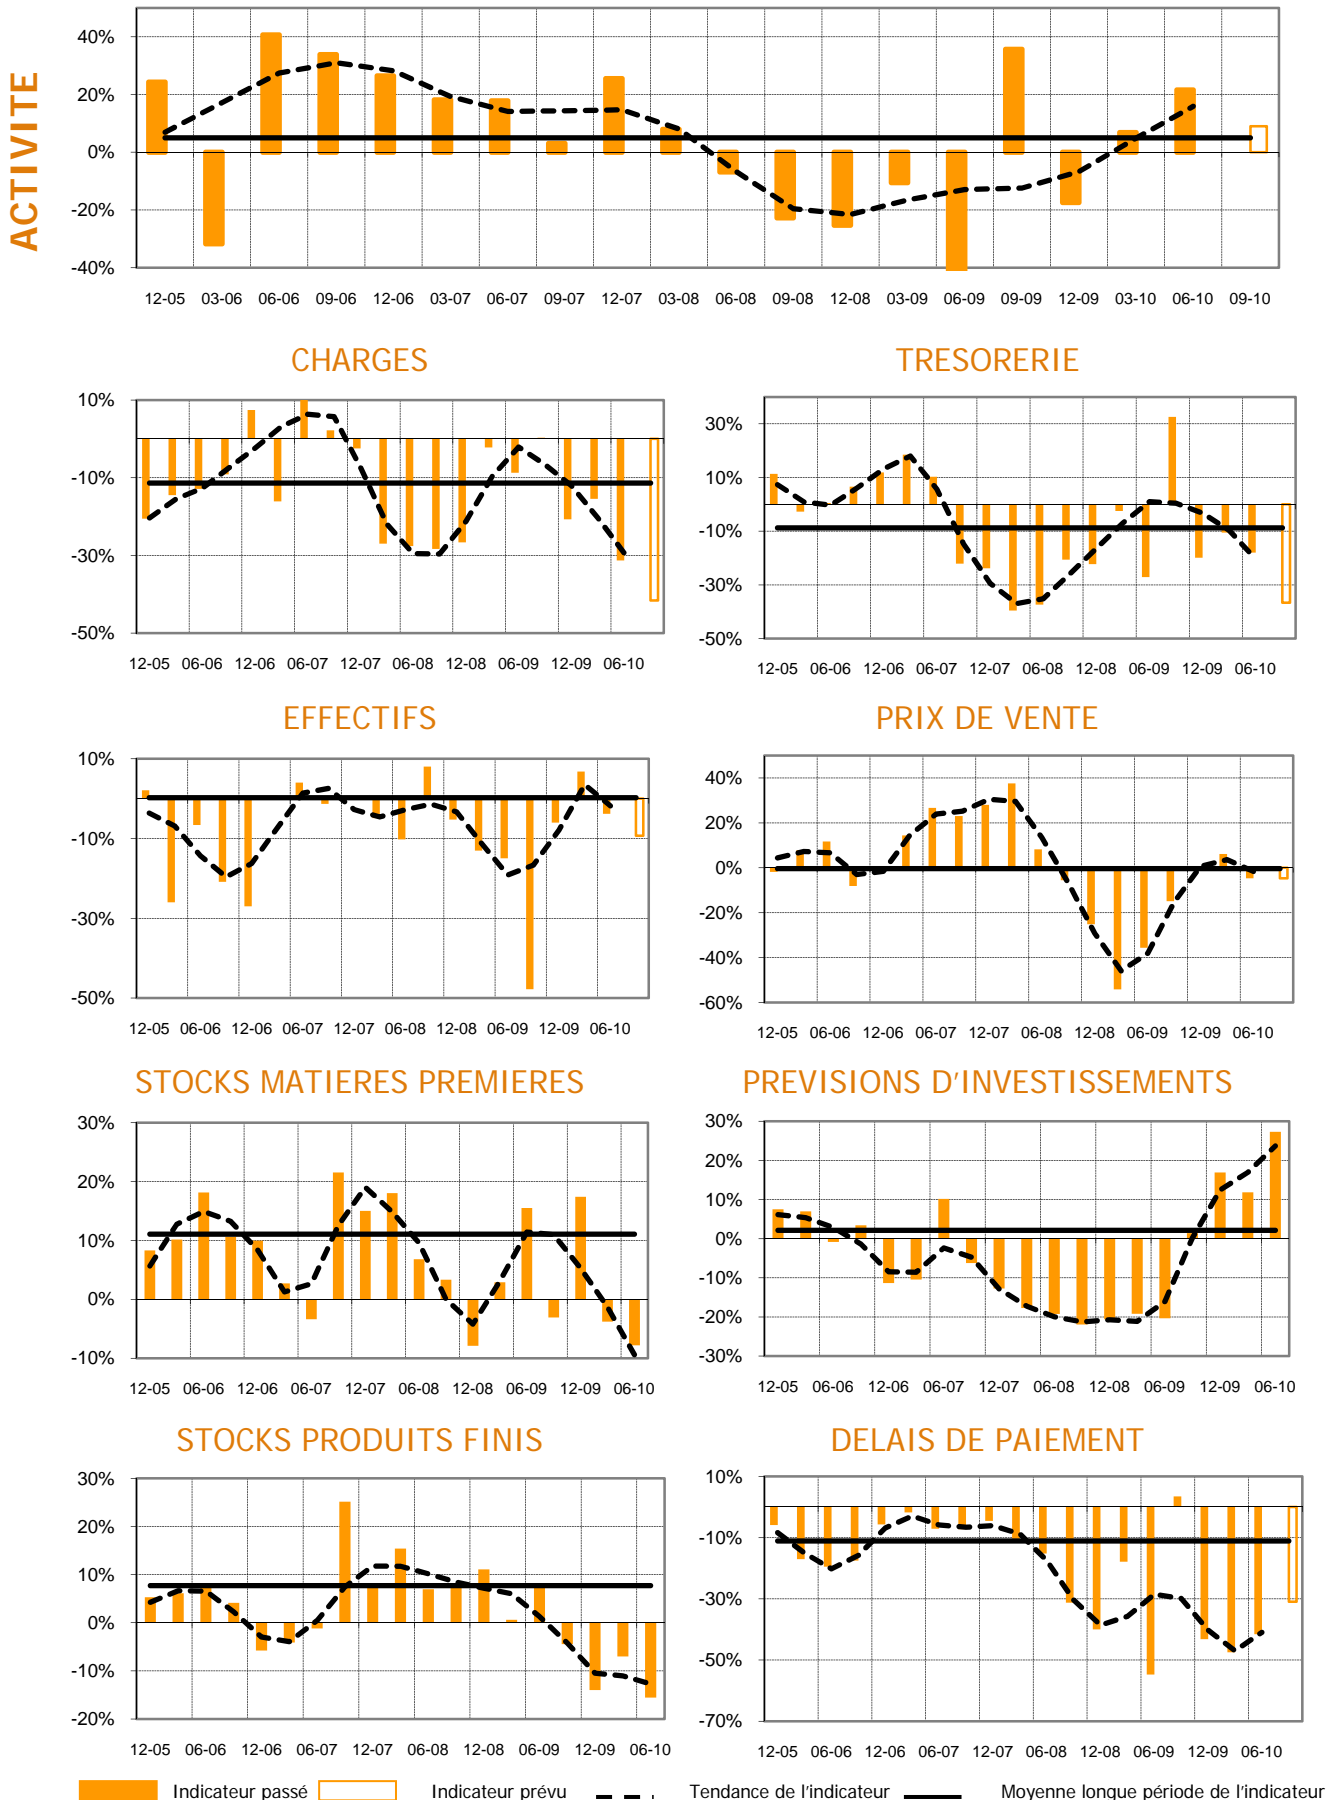 ACTIVITE
40%
20%
0%
-20%
-40%
12-05 03-06 06-06 09-06 12-06 03-07 06-07 09-07 12-07 03-08 06-08 09-08 12-08 03-09 06-09 09-09 12-09 03-10 06-10 09-10
CHARGES
10%
-10%
-30%
-50%
12-05 06-06 12-06 06-07 12-07 06-08 12-08 06-09 12-09 06-10
TRESORERIE
30%
10%
-10%
-30%
-50%
12-05 06-06 12-06 06-07 12-07 06-08 12-08 06-09 12-09 06-10
EFFECTIFS
10%
-10%
-30%
-50%
12-05 06-06 12-06 06-07 12-07 06-08 12-08 06-09 12-09 06-10
PRIX DE VENTE
40%
20%
0%
-20%
-40%
-60%
12-05 06-06 12-06 06-07 12-07 06-08 12-08 06-09 12-09 06-10
STOCKS MATIERES PREMIERES
30%
20%
10%
0%
-10%
12-05 06-06 12-06 06-07 12-07 06-08 12-08 06-09 12-09 06-10
PREVISIONS D'INVESTISSEMENTS
30%
20%
10%
0%
-10%
-20%
-30%
12-05 06-06 12-06 06-07 12-07 06-08 12-08 06-09 12-09 06-10
STOCKS PRODUITS FINIS
30%
20%
10%
0%
-10%
-20%
12-05 06-06 12-06 06-07 12-07 06-08 12-08 06-09 12-09 06-10
DELAIS DE PAIEMENT
10%
-10%
-30%
-50%
-70%
12-05 06-06 12-06 06-07 12-07 06-08 12-08 06-09 12-09 06-10
Indicateur passé Indicateur prévu Tendance de l'indicateur Moyenne longue période de l'indicateur